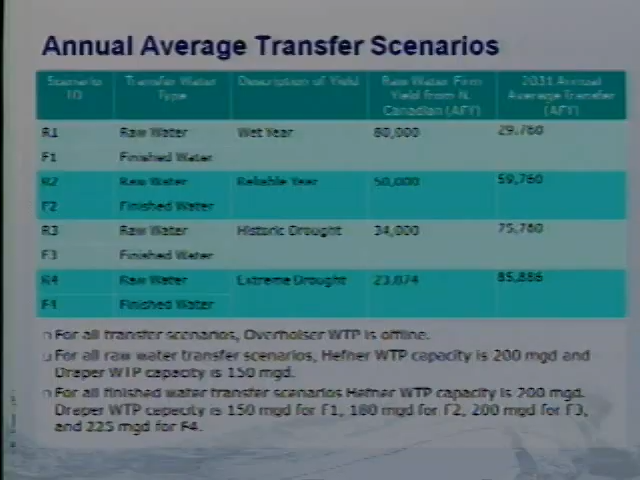 Annual Average Transfer Scenarios
Scenario ID | Transfer Water Type | Description of Yield | Raw Water Firm Yield from N. Canadian (AFY) | 2031 Annual Average Transfer (AFY)
R1 | Raw Water | Wet Year | 80,000 | 29,760
F1 | Finished Water
R2 | Raw Water | Reliable Year | 50,000 | 59,760
F2 | Finished Water
R3 | Raw Water | Historic Drought | 34,000 | 75,760
F3 | Finished Water
R4 | Raw Water | Extreme Drought | 23,874 | 85,886
F4 | Finished Water
For all transfer scenarios, Overholser WTP is offline.
For all raw water transfer scenarios, Hefner WTP capacity is 200 mgd and
Draper WTP capacity is 150 mgd.
For all finished water transfer scenarios Hefner WTP capacity is 200 mgd.
Draper WTP capacity is 150 mgd for F1, 180 mgd for F2, 200 mgd for F3,
and 225 mgd for F4.